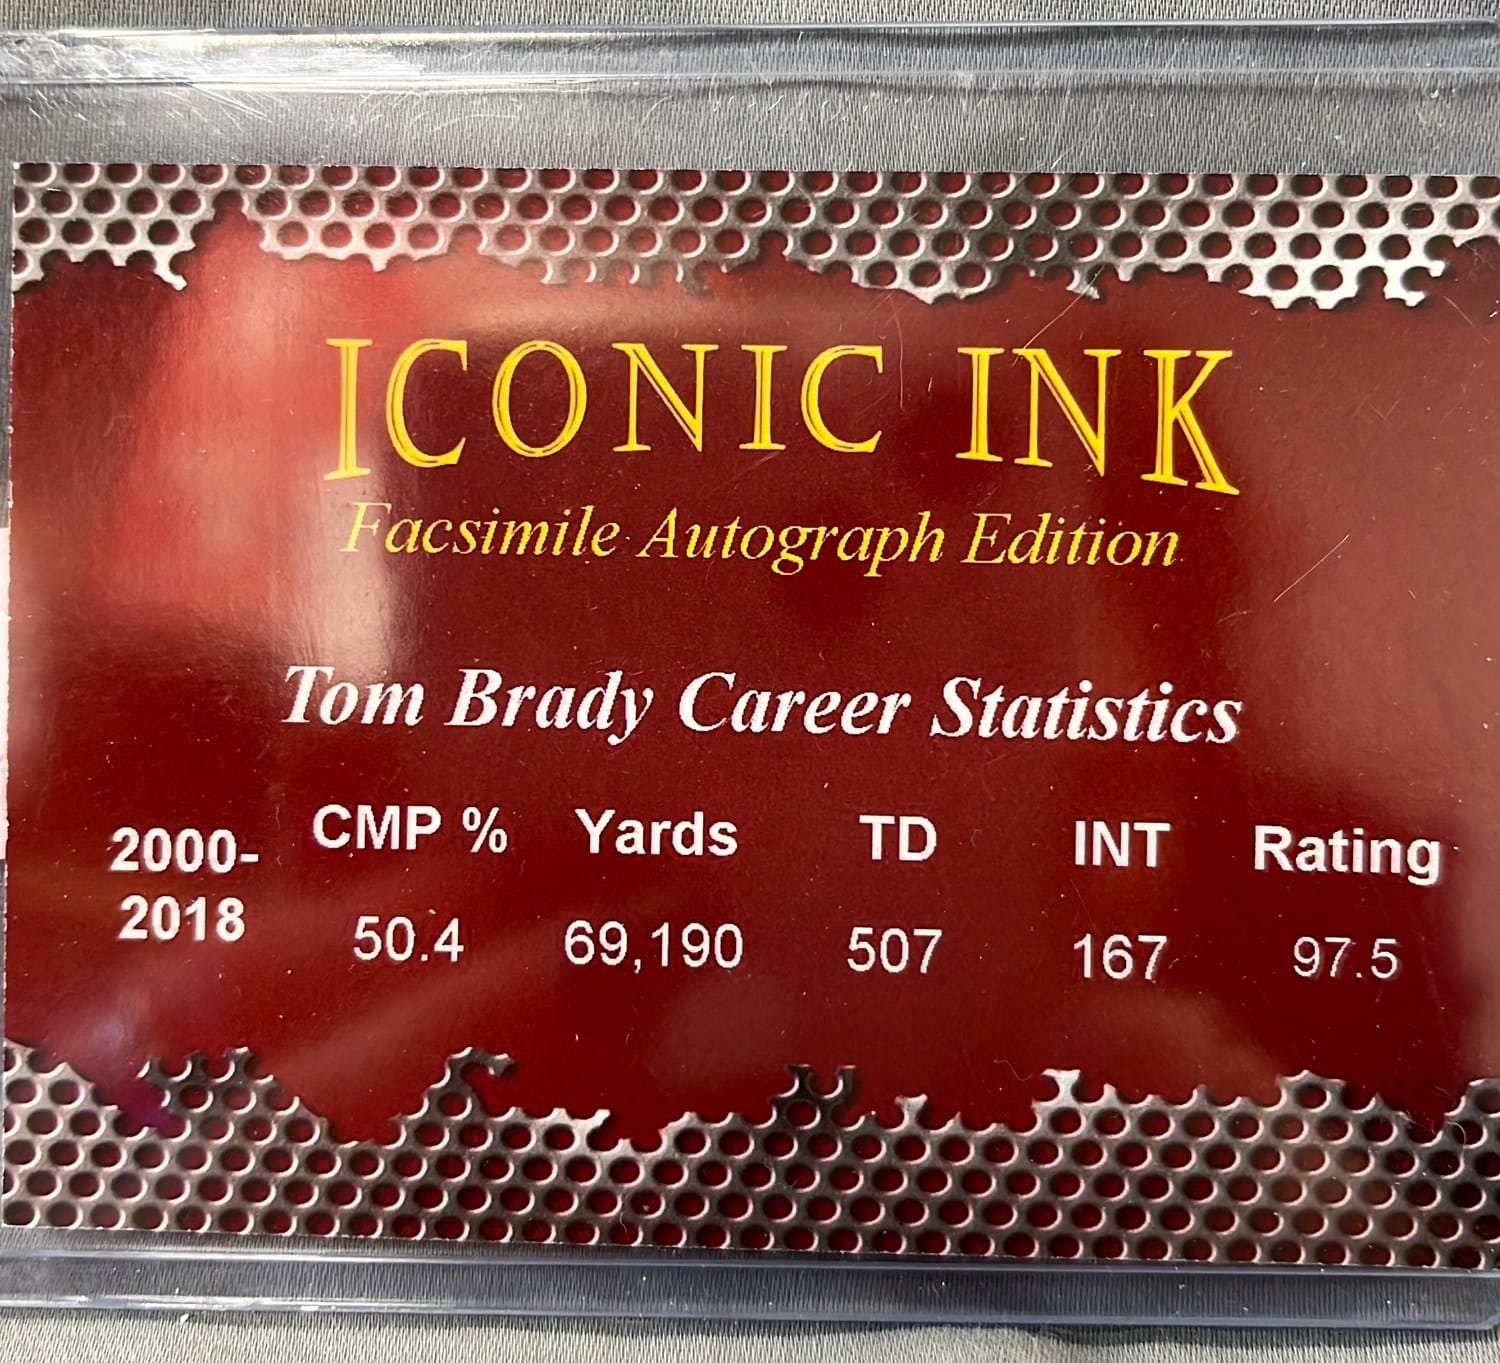 ICONIC INK
Facsimile Autograph Edition
Tom Brady Career Statistics
CMP % Yards TD INT Rating
2000-
2018
50.4 69,190 507 167 97.5